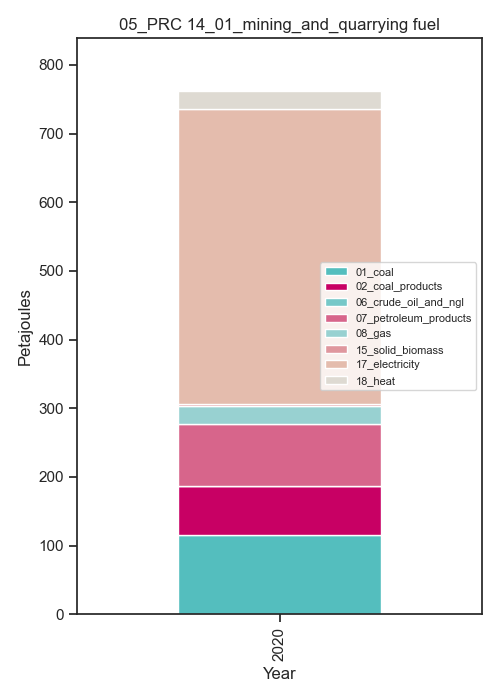 05_PRC 14_01_mining_and_quarrying fuel
800
700
600
500
400
300
200
100
0
Petajoules
01_coal
02_coal_products
06_crude_oil_and_ngl
07_petroleum_products
08_gas
15_solid_biomass
17_electricity
18_heat
2020
Year